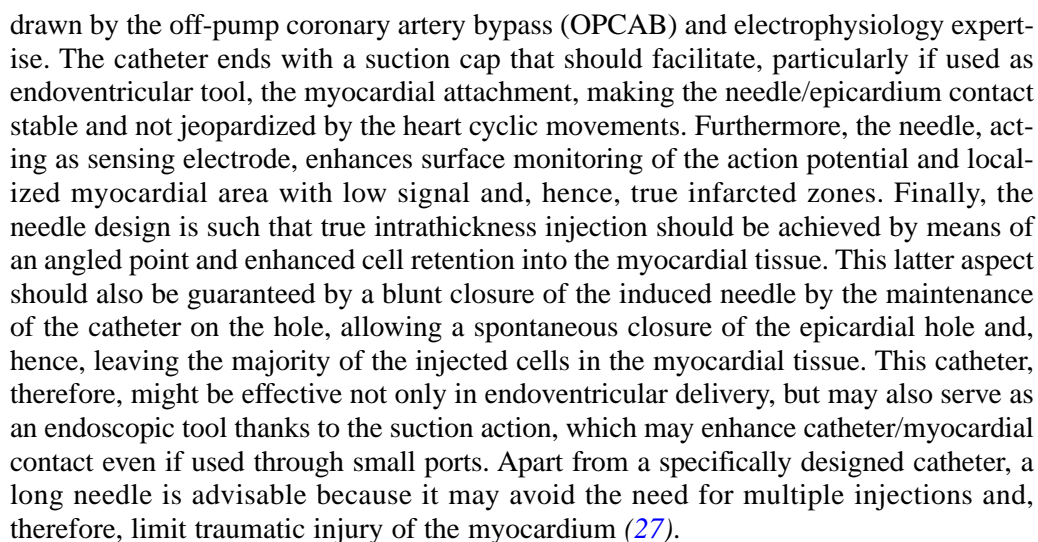 drawn by the off-pump coronary artery bypass (OPCAB) and electrophysiology expert-
ise. The catheter ends with a suction cap that should facilitate, particularly if used as
endoventricular tool, the myocardial attachment, making the needle/epicardium contact
stable and not jeopardized by the heart cyclic movements. Furthermore, the needle, act-
ing as sensing electrode, enhances surface monitoring of the action potential and local-
ized myocardial area with low signal and, hence, true infarcted zones. Finally, the
needle design is such that true intrathickness injection should be achieved by means of
an angled point and enhanced cell retention into the myocardial tissue. This latter aspect
should also be guaranteed by a blunt closure of the induced needle by the maintenance
of the catheter on the hole, allowing a spontaneous closure of the epicardial hole and,
hence, leaving the majority of the injected cells in the myocardial tissue. This catheter,
therefore, might be effective not only in endoventricular delivery, but may also serve as
an endoscopic tool thanks to the suction action, which may enhance catheter/myocardial
contact even if used through small ports. Apart from a specifically designed catheter, a
long needle is advisable because it may avoid the need for multiple injections and,
therefore, limit traumatic injury of the myocardium (27).